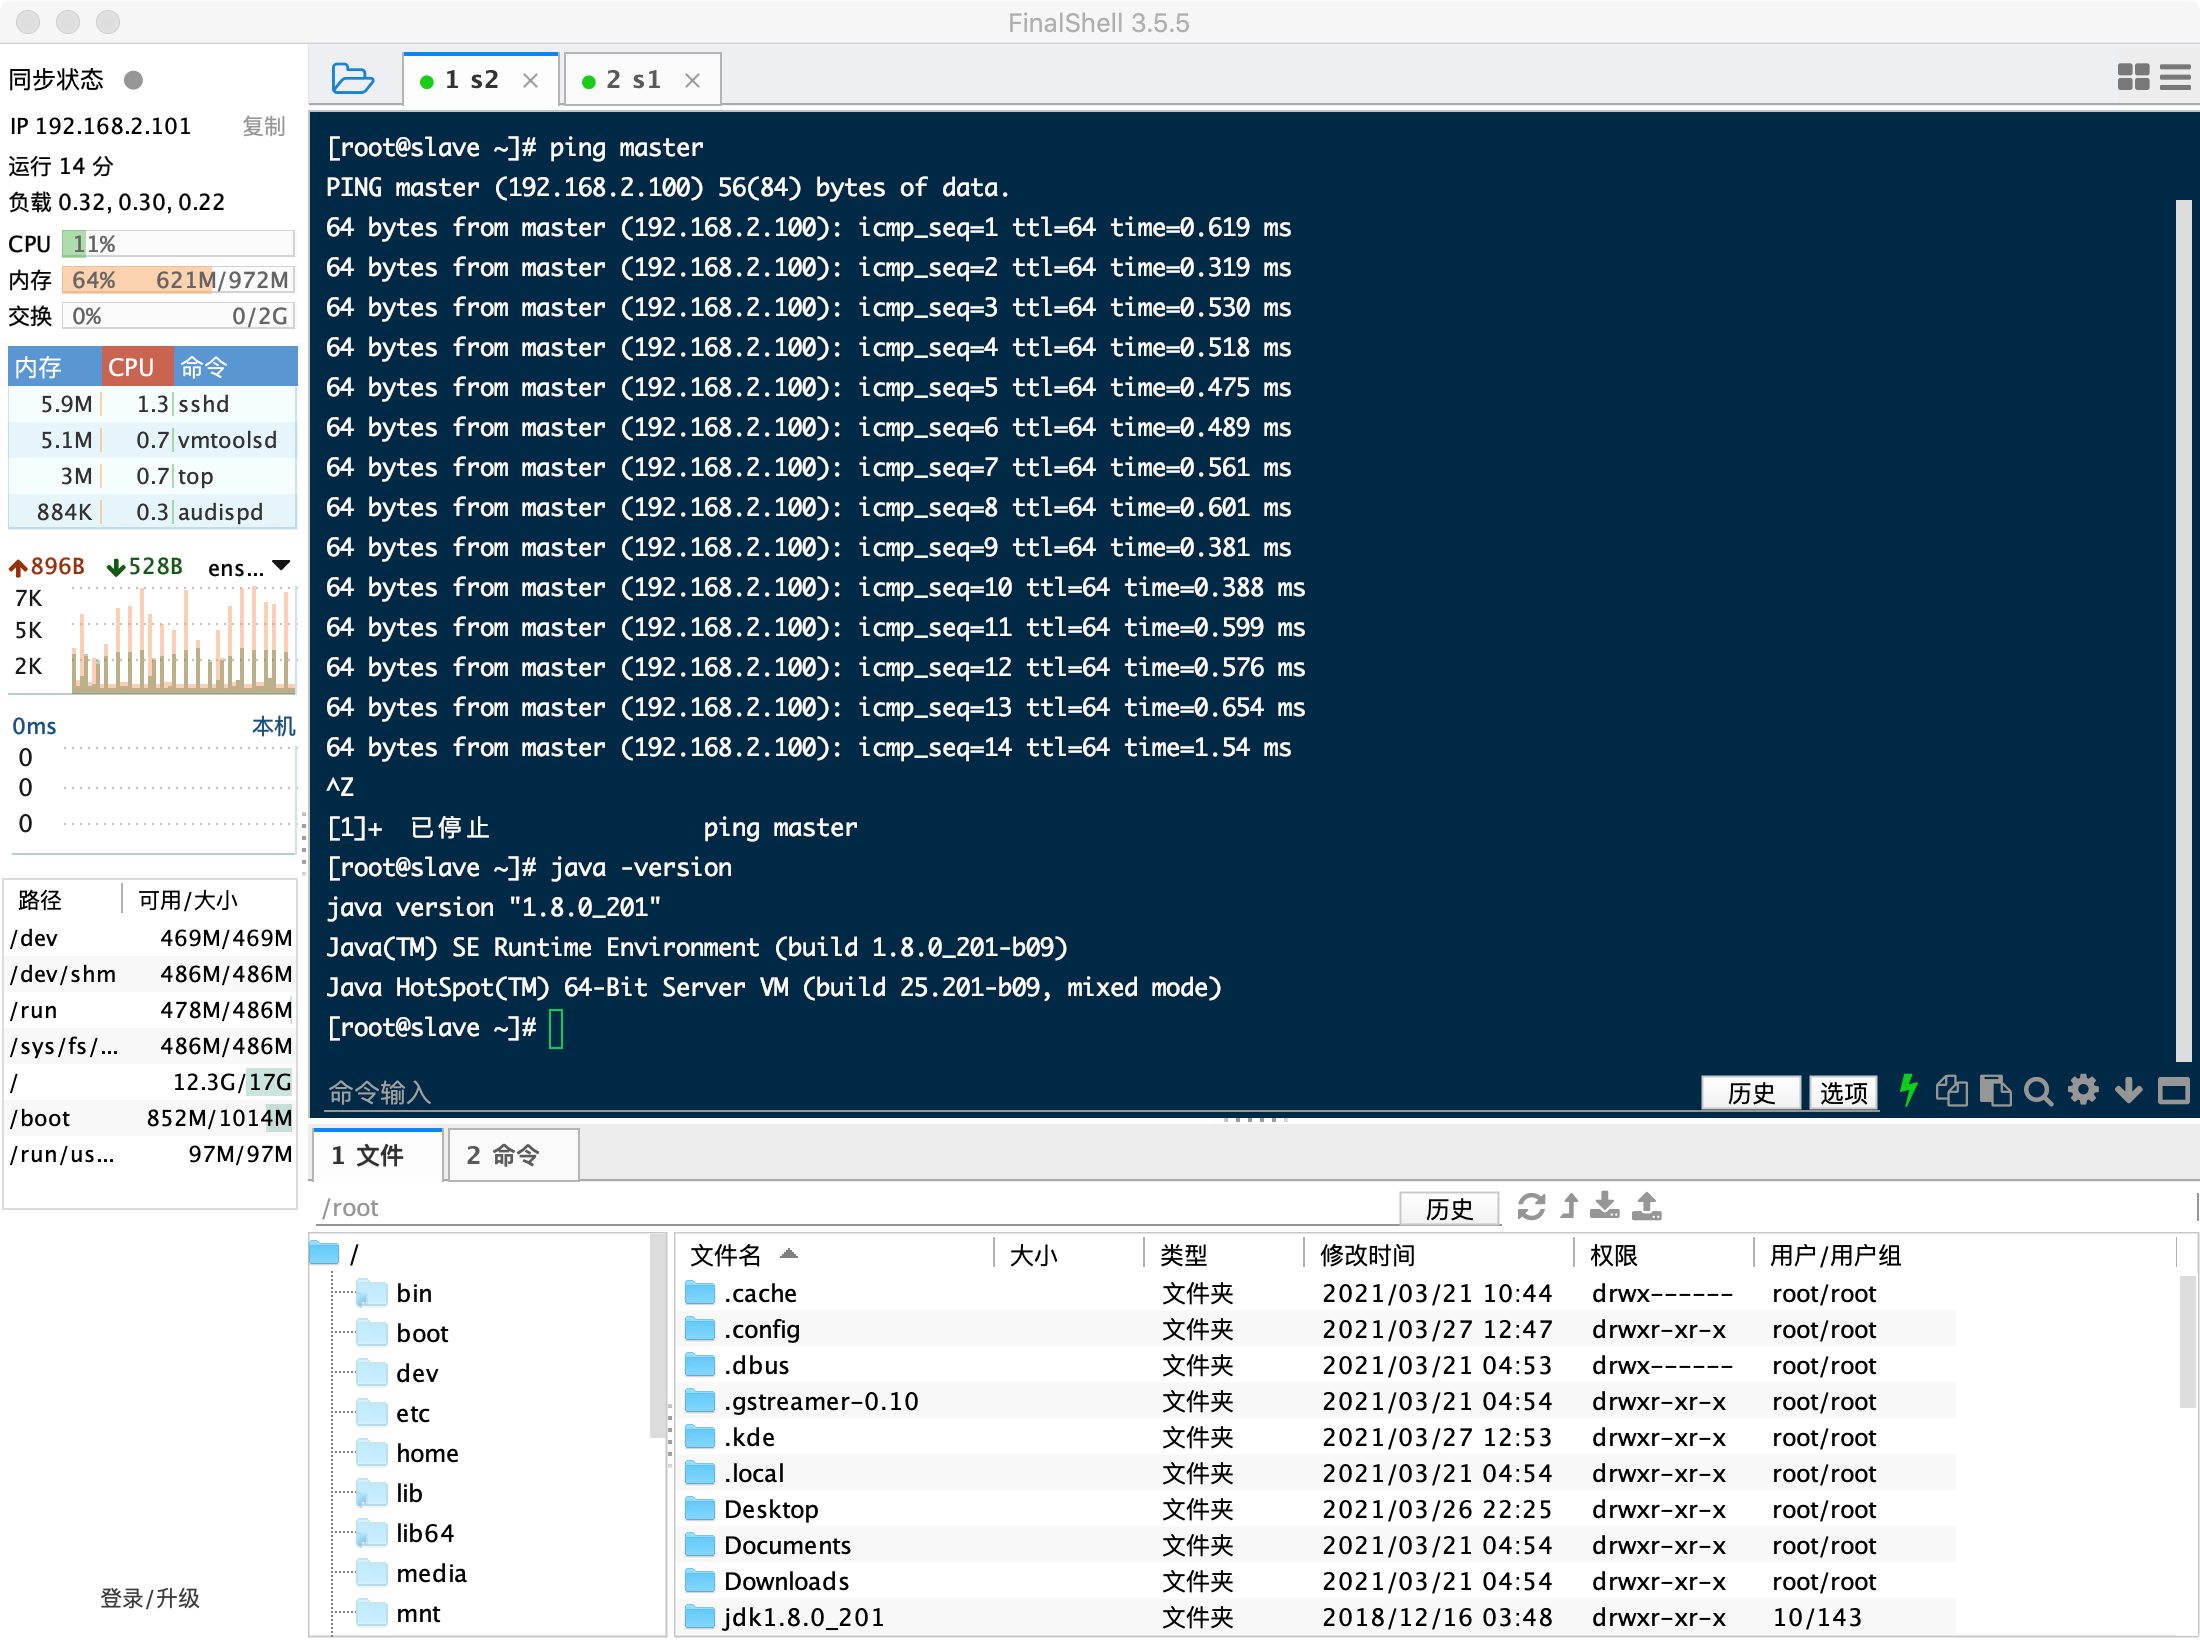 FinalShell 3.5.5
同步状态
IP 192.168.2.101 复制
运行 14 分
负载 0.32, 0.30, 0.22
CPU 11%
内存 64% 621M/972M
交换 0% 0/2G
内存 CPU 命令
5.9M 1.3 sshd
5.1M 0.7 vmtoolsd
3M 0.7 top
884K 0.3 audispd
896B 528B ens...
7K
5K
2K
0ms 本机
0
0
0
路径 可用/大小
/dev 469M/469M
/dev/shm 486M/486M
/run 478M/486M
/sys/fs/... 486M/486M
/ 12.3G/17G
/boot 852M/1014M
/run/us... 97M/97M
登录/升级
1 s2 2 s1
[root@slave ~]# ping master
PING master (192.168.2.100) 56(84) bytes of data.
64 bytes from master (192.168.2.100): icmp_seq=1 ttl=64 time=0.619 ms
64 bytes from master (192.168.2.100): icmp_seq=2 ttl=64 time=0.319 ms
64 bytes from master (192.168.2.100): icmp_seq=3 ttl=64 time=0.530 ms
64 bytes from master (192.168.2.100): icmp_seq=4 ttl=64 time=0.518 ms
64 bytes from master (192.168.2.100): icmp_seq=5 ttl=64 time=0.475 ms
64 bytes from master (192.168.2.100): icmp_seq=6 ttl=64 time=0.489 ms
64 bytes from master (192.168.2.100): icmp_seq=7 ttl=64 time=0.561 ms
64 bytes from master (192.168.2.100): icmp_seq=8 ttl=64 time=0.601 ms
64 bytes from master (192.168.2.100): icmp_seq=9 ttl=64 time=0.381 ms
64 bytes from master (192.168.2.100): icmp_seq=10 ttl=64 time=0.388 ms
64 bytes from master (192.168.2.100): icmp_seq=11 ttl=64 time=0.599 ms
64 bytes from master (192.168.2.100): icmp_seq=12 ttl=64 time=0.576 ms
64 bytes from master (192.168.2.100): icmp_seq=13 ttl=64 time=0.654 ms
64 bytes from master (192.168.2.100): icmp_seq=14 ttl=64 time=1.54 ms
^Z
[1]+ 已停止 ping master
[root@slave ~]# java -version
java version "1.8.0_201"
Java(TM) SE Runtime Environment (build 1.8.0_201-b09)
Java HotSpot(TM) 64-Bit Server VM (build 25.201-b09, mixed mode)
[root@slave ~]#
命令输入 历史 选项
1 文件 2 命令
/root 历史
/
bin
boot
dev
etc
home
lib
lib64
media
mnt
文件名 大小 类型 修改时间 权限 用户/用户组
.cache 文件夹 2021/03/21 10:44 drwx------ root/root
.config 文件夹 2021/03/27 12:47 drwxr-xr-x root/root
.dbus 文件夹 2021/03/21 04:53 drwx------ root/root
.gstreamer-0.10 文件夹 2021/03/21 04:54 drwxr-xr-x root/root
.kde 文件夹 2021/03/27 12:53 drwxr-xr-x root/root
.local 文件夹 2021/03/21 04:54 drwxr-xr-x root/root
Desktop 文件夹 2021/03/26 22:25 drwxr-xr-x root/root
Documents 文件夹 2021/03/21 04:54 drwxr-xr-x root/root
Downloads 文件夹 2021/03/21 04:54 drwxr-xr-x root/root
jdk1.8.0_201 文件夹 2018/12/16 03:48 drwxr-xr-x 10/143